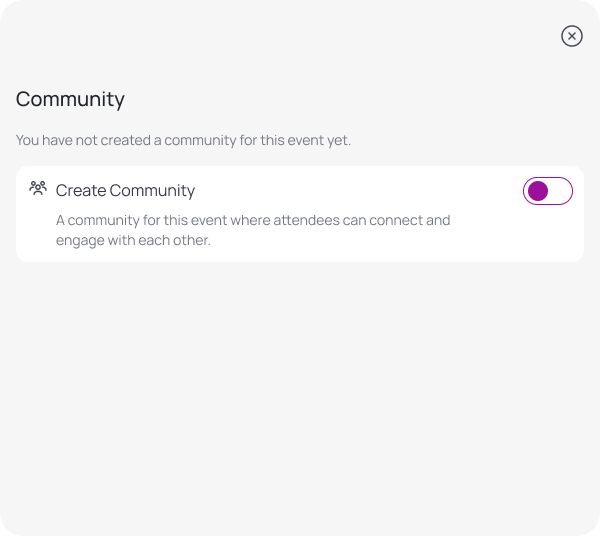 Community
You have not created a community for this event yet.
Create Community
A community for this event where attendees can connect and
engage with each other.